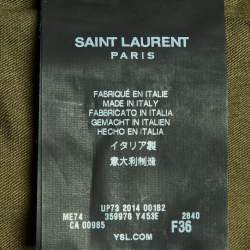 SAINT LAURENT
PARIS
FABRIQUÉ EN ITALIE
MADE IN ITALY
FABBRICATO IN ITALIA
GEMACHT IN ITALIEN
HECHO EN ITALIA
イタリア製
意大利制造
UP73 2014 00182
ME74 359976 Y453E 2640
CA 00985 F36
YSL.COM